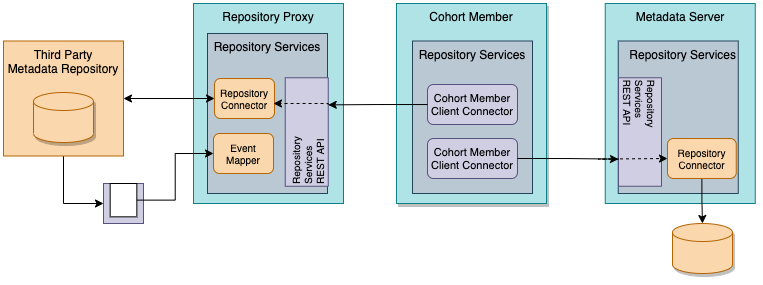 Repository Proxy
Cohort Member
Metadata Server
Third Party
Metadata Repository
Repository Services
Repository
Connector
Event
Mapper
Repository
Services
REST API
Repository Services
Cohort Member
Client Connector
Cohort Member
Client Connector
Repository Services
Repository
Services
REST API
Repository
Connector